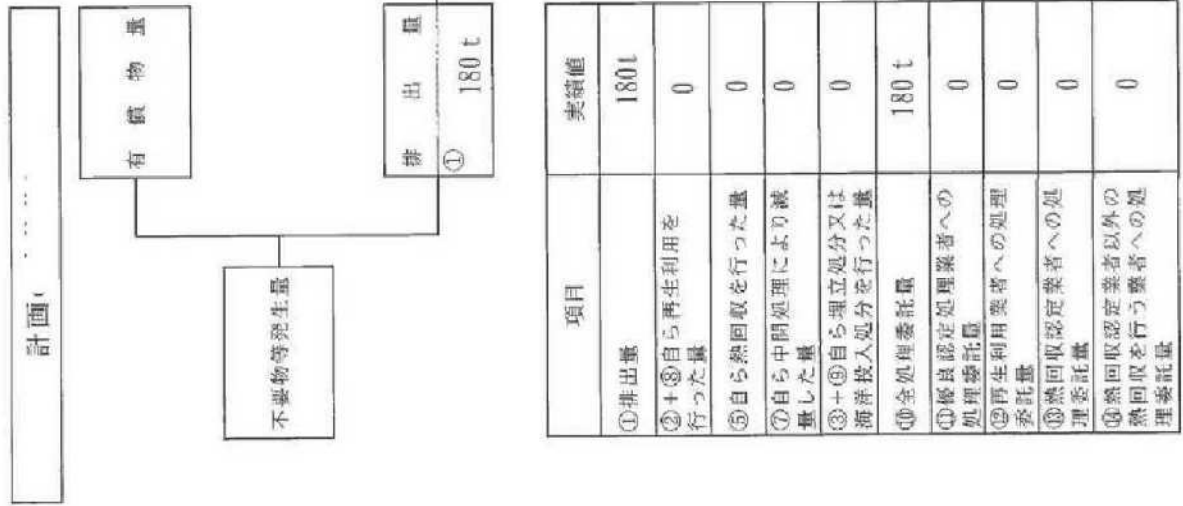 計画
有償物量
不要物等発生量
排出量
①
180 t
項目
実績値
①排出量
180t
②+⑧自ら再生利用を
行った量
0
⑤自ら熱回収を行った量
0
⑦自ら中間処理により減
量した量
0
③+⑨自ら埋立処分又は
海洋投入処分を行った量
0
⑩全処理委託量
180 t
⑪優良認定処理業者への
処理委託量
0
⑫再生利用業者への処理
委託量
0
⑬熱回収認定業者への処
理委託量
0
⑭熱回収認定業者以外の
熱回収を行う業者への処
理委託量
0